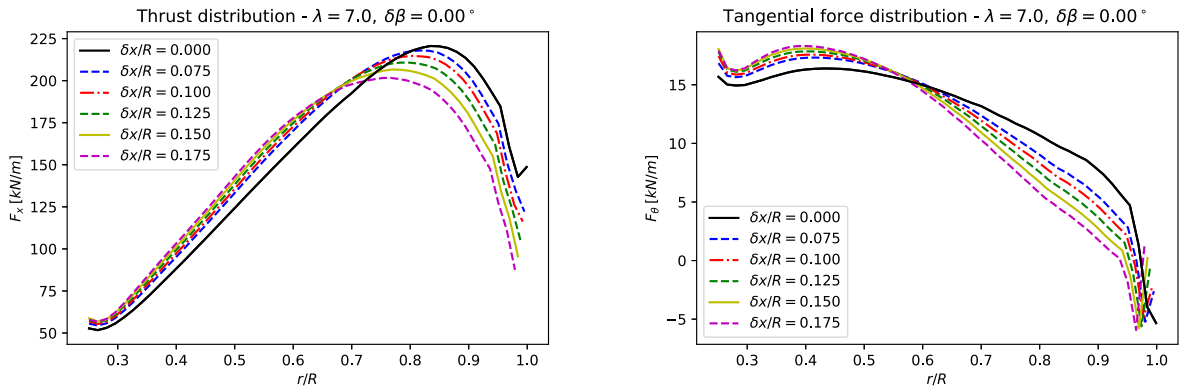 Thrust distribution - λ = 7.0, δβ = 0.00°
225
200
175
150
125
100
75
50
F_x [kN/m]
δx/R = 0.000
δx/R = 0.075
δx/R = 0.100
δx/R = 0.125
δx/R = 0.150
δx/R = 0.175
0.3 0.4 0.5 0.6 0.7 0.8 0.9 1.0
r/R
Tangential force distribution - λ = 7.0, δβ = 0.00°
15
10
5
0
−5
F_θ [kN/m]
δx/R = 0.000
δx/R = 0.075
δx/R = 0.100
δx/R = 0.125
δx/R = 0.150
δx/R = 0.175
0.3 0.4 0.5 0.6 0.7 0.8 0.9 1.0
r/R